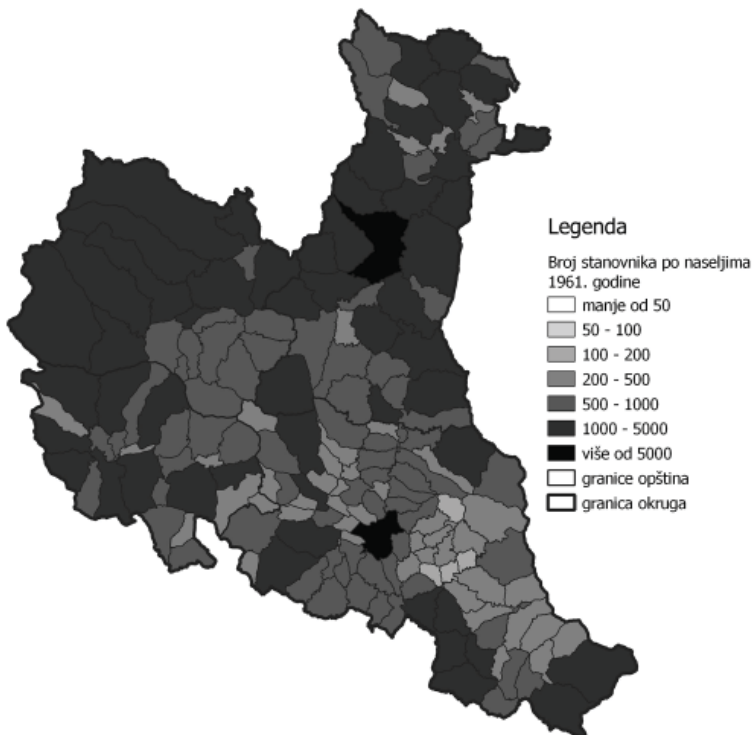 Legenda
Broj stanovnika po naseljima
1961. godine
manje od 50
50 - 100
100 - 200
200 - 500
500 - 1000
1000 - 5000
više od 5000
granice opština
granica okruga